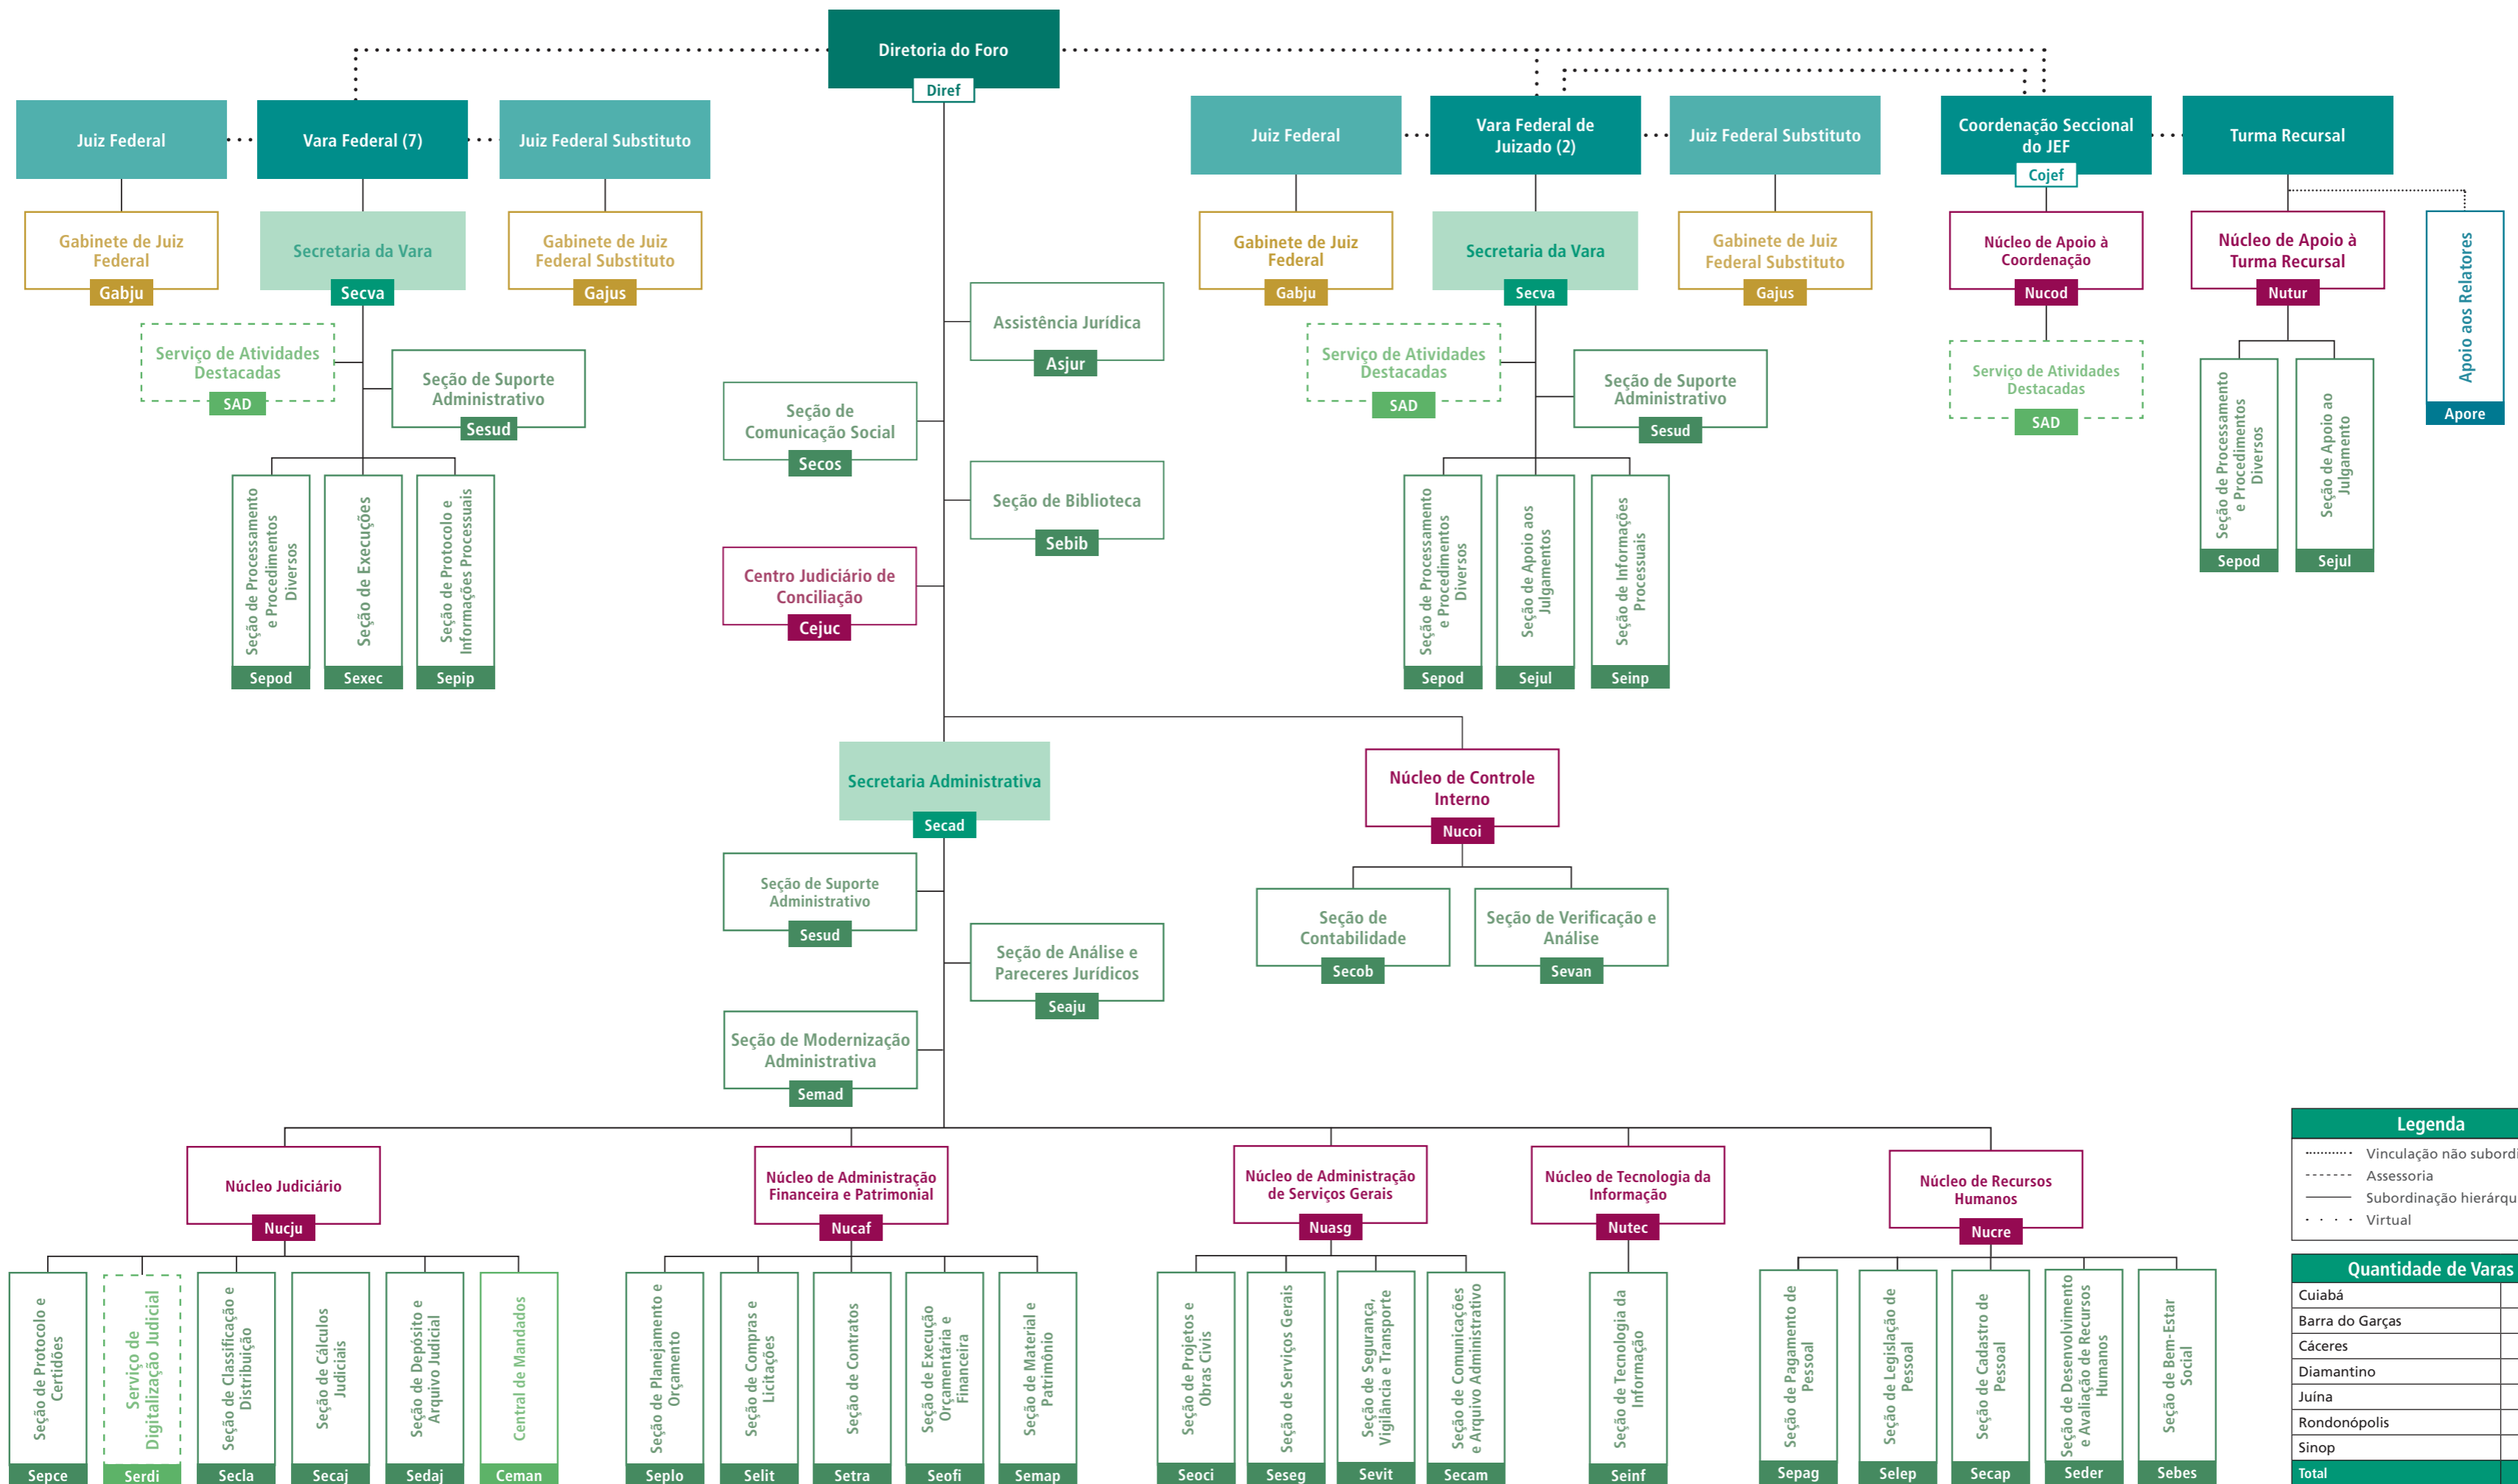 Diretoria do Foro
Diref
Juiz Federal
Vara Federal (7)
Juiz Federal Substituto
Gabinete de Juiz
Federal
Gabju
Secretaria da Vara
Secva
Gabinete de Juiz
Federal Substituto
Gajus
Serviço de Atividades
Destacadas
SAD
Seção de Suporte
Administrativo
Sesud
Seção de Processamento
e Procedimentos
Diversos
Sepod
Seção de Execuções
Sexec
Seção de Protocolo e
Informações Processuais
Sepip
Assistência Jurídica
Asjur
Seção de
Comunicação Social
Secos
Seção de Biblioteca
Sebib
Centro Judiciário de
Conciliação
Cejuc
Juiz Federal
Vara Federal de
Juizado (2)
Juiz Federal Substituto
Gabinete de Juiz
Federal
Gabju
Secretaria da Vara
Secva
Gabinete de Juiz
Federal Substituto
Gajus
Serviço de Atividades
Destacadas
SAD
Seção de Suporte
Administrativo
Sesud
Seção de Processamento
e Procedimentos
Diversos
Sepod
Seção de Apoio aos
Julgamentos
Sejul
Seção de Informações
Processuais
Seinp
Coordenação Seccional
do JEF
Cojef
Turma Recursal
Núcleo de Apoio à
Coordenação
Nucod
Serviço de Atividades
Destacadas
SAD
Núcleo de Apoio à
Turma Recursal
Nutur
Seção de Processamento
e Procedimentos
Diversos
Sepod
Seção de Apoio ao
Julgamento
Sejul
Apoio aos Relatores
Apore
Secretaria Administrativa
Secad
Núcleo de Controle
Interno
Nucoi
Seção de
Contabilidade
Secob
Seção de Verificação e
Análise
Sevan
Seção de Suporte
Administrativo
Sesud
Seção de Análise e
Pareceres Jurídicos
Seaju
Seção de Modernização
Administrativa
Semad
Núcleo Judiciário
Nucju
Seção de Protocolo e
Certidões
Sepce
Serviço de
Digitalização Judicial
Serdi
Seção de Classificação e
Distribuição
Secla
Seção de Cálculos
Judiciais
Secaj
Seção de Depósito e
Arquivo Judicial
Sedaj
Central de Mandados
Ceman
Núcleo de Administração
Financeira e Patrimonial
Nucaf
Seção de Planejamento e
Orçamento
Seplo
Seção de Compras e
Licitações
Selit
Seção de Contratos
Setra
Seção de Execução
Orçamentária e
Financeira
Seofi
Seção de Material e
Patrimônio
Semap
Núcleo de Administração
de Serviços Gerais
Nuasg
Seção de Projetos e
Obras Civis
Seoci
Seção de Serviços Gerais
Seseg
Seção de Segurança,
Vigilância e Transporte
Sevit
Seção de Comunicações
e Arquivo Administrativo
Secam
Núcleo de Tecnologia da
Informação
Nutec
Seção de Tecnologia da
Informação
Seinf
Núcleo de Recursos
Humanos
Nucre
Seção de Pagamento de
Pessoal
Sepag
Seção de Legislação de
Pessoal
Selep
Seção de Cadastro de
Pessoal
Secap
Seção de Desenvolvimento
e Avaliação de Recursos
Humanos
Seder
Seção de Bem-Estar
Social
Sebes
Legenda
Vinculação não subordi
Assessoria
Subordinação hierárqu
Virtual
Quantidade de Varas
Cuiabá
Barra do Garças
Cáceres
Diamantino
Juína
Rondonópolis
Sinop
Total